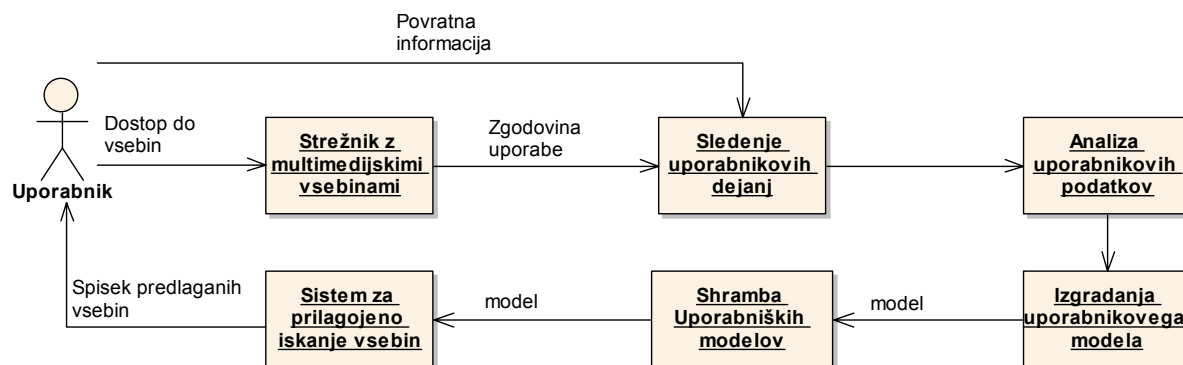 Povratna
informacija
Dostop do
vsebin
Uporabnik
Strežnik z
multimedijskimi
vsebinami
Zgodovina
uporabe
Sledenje
uporabnikovih
dejanj
Analiza
uporabnikovih
podatkov
Spisek predlaganih
vsebin
Sistem za
prilagojeno
iskanje vsebin
model
Shramba
Uporabniških
modelov
model
Izgradanja
uporabnikovega
modela